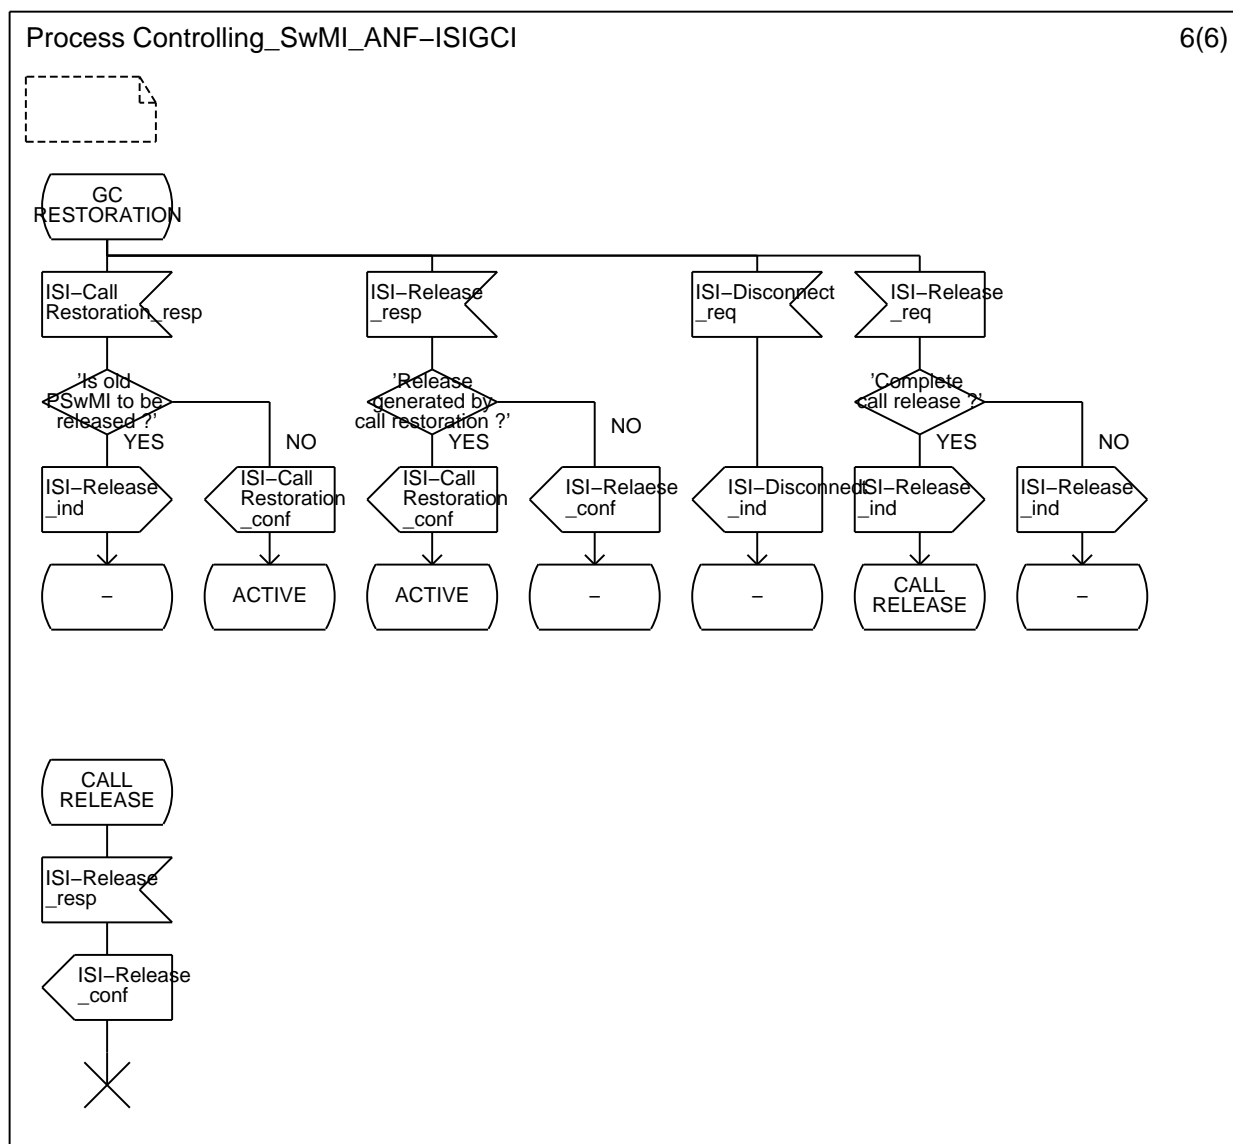 Process Controlling_SwMI_ANF−ISIGCI
6(6)
GC
RESTORATION
ISI−Call
Restoration_resp
ISI−Release
_resp
ISI−Disconnect
_req
ISI−Release
_req
'Is old
PSwMI to be
released ?'
'Release
generated by
call restoration ?'
'Complete
call release ?'
YES
NO
YES
NO
YES
NO
ISI−Release
_ind
ISI−Call
Restoration
_conf
ISI−Call
Restoration
_conf
ISI−Relaese
_conf
ISI−Disconnect
_ind
ISI−Release
_ind
ISI−Release
_ind
−
ACTIVE
ACTIVE
−
−
CALL
RELEASE
−
CALL
RELEASE
ISI−Release
_resp
ISI−Release
_conf